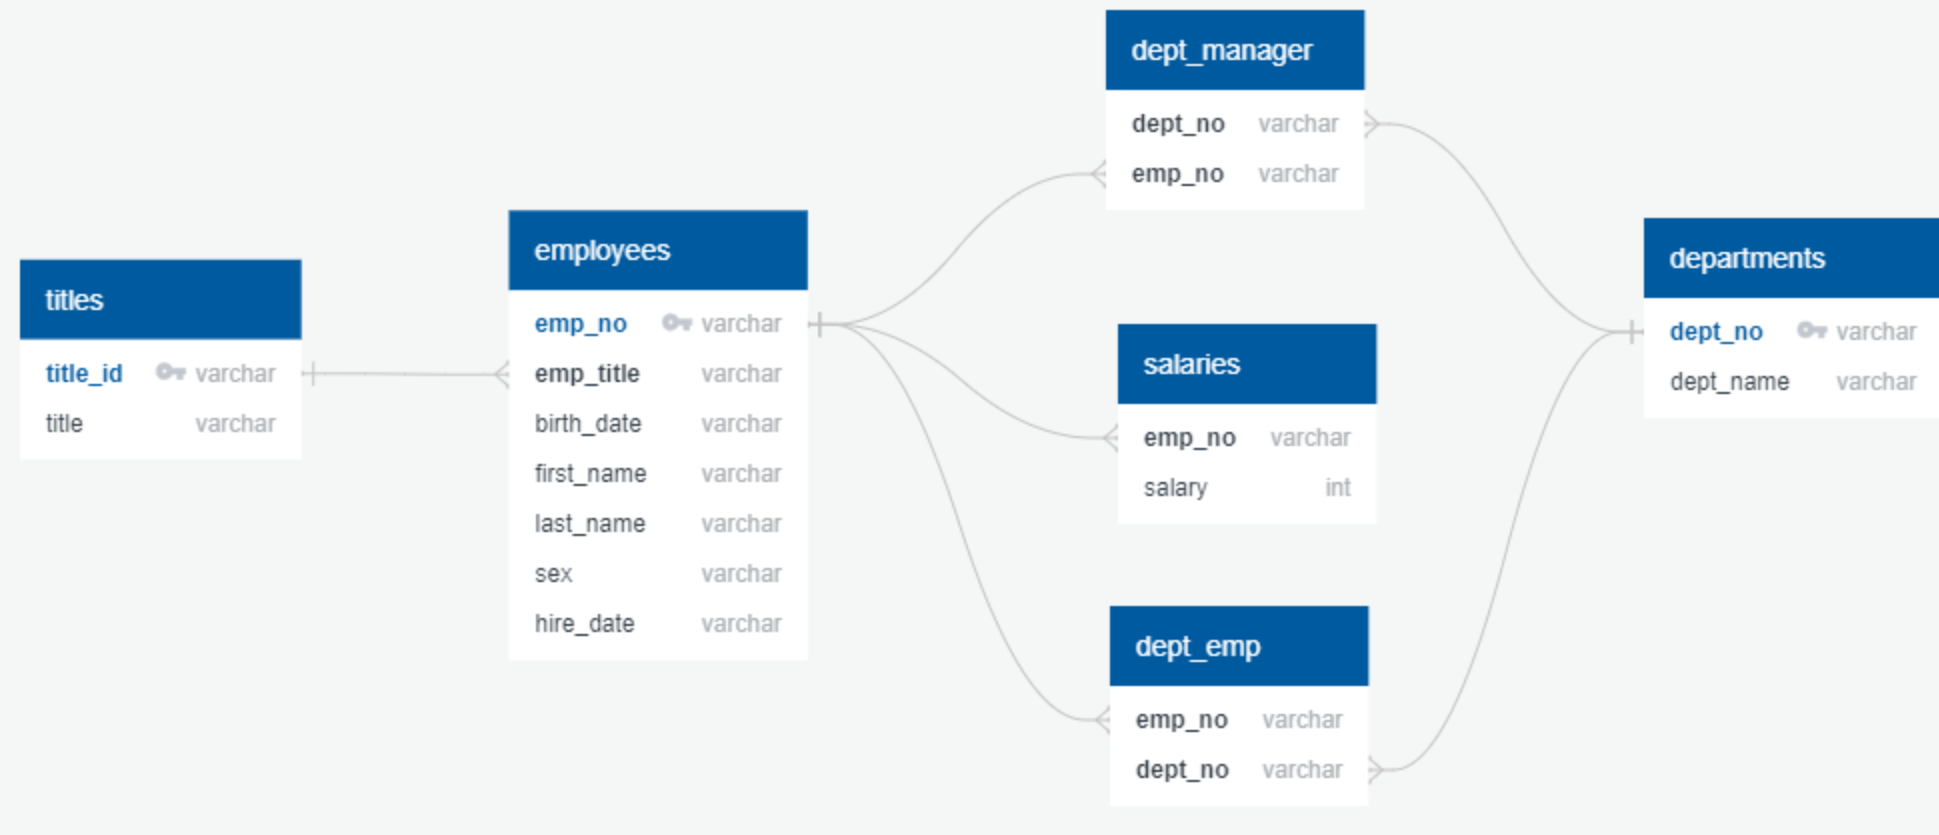 titles
title_id varchar
title varchar
employees
emp_no varchar
emp_title varchar
birth_date varchar
first_name varchar
last_name varchar
sex varchar
hire_date varchar
dept_manager
dept_no varchar
emp_no varchar
salaries
emp_no varchar
salary int
dept_emp
emp_no varchar
dept_no varchar
departments
dept_no varchar
dept_name varchar